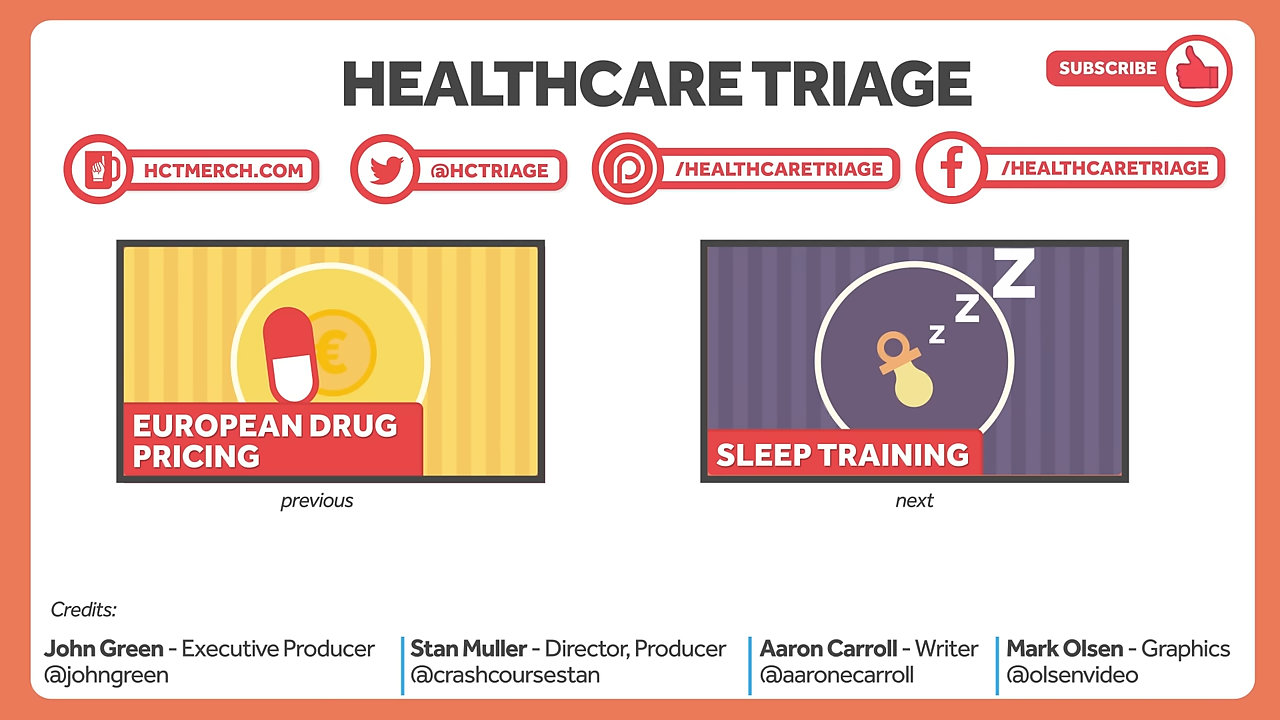 HEALTHCARE TRIAGE
SUBSCRIBE
HCTMERCH.COM
@HCTRIAGE
/HEALTHCARETRIAGE
/HEALTHCARETRIAGE
€
EUROPEAN DRUG
PRICING
previous
Z
Z
Z
SLEEP TRAINING
next
Credits:
John Green - Executive Producer
@johngreen
Stan Muller - Director, Producer
@crashcoursestan
Aaron Carroll - Writer
@aaronecarroll
Mark Olsen - Graphics
@olsenvideo